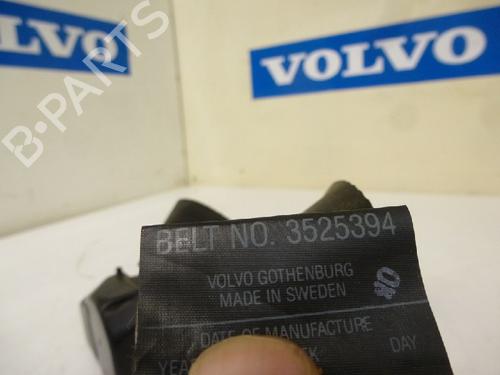 VOLVO
VOLVO
B-PARTS
BELT NO. 3525394
VOLVO GOTHENBURG
MADE IN SWEDEN
DATE OF MANUFACTURE
DAY